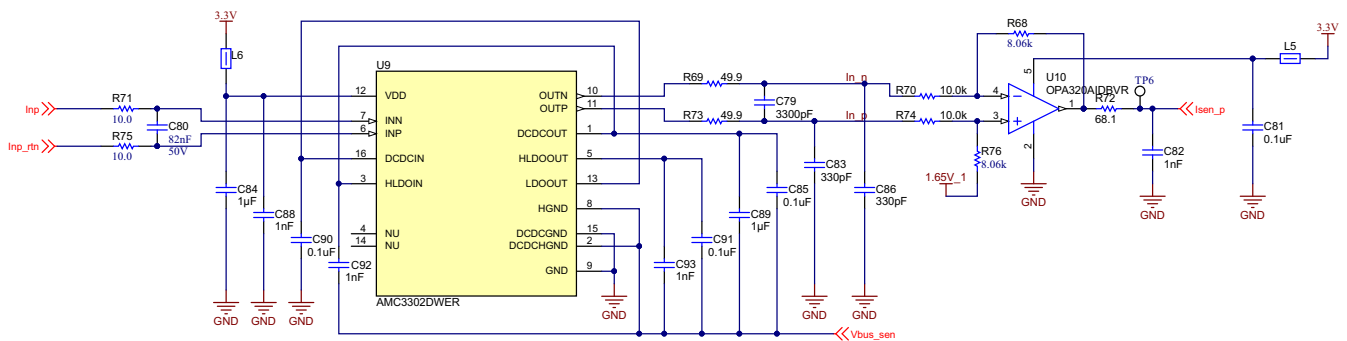 3.3V
L6
U9
R71
Inp
10.0
C80
82nF
50V
R75
Inp_rtn
10.0
12 VDD
7 INN
6 INP
16 DCDCIN
3 HLDOIN
4 NU
14 NU
OUTN 10
OUTP 11
DCDCOUT 1
HLDOOUT 5
LDOOUT 13
HGND 8
DCDCGND 15
DCDCHGND 2
GND 9
AMC3302DWER
C84
1µF
C88
1nF
C90
0.1uF
C92
1nF
GND
GND
GND
GND
C93
1nF
C91
0.1uF
C89
1µF
C85
0.1uF
Vbus_sen
R69 49.9
R73 49.9
C79
3300pF
In_n
In_p
C83
330pF
C86
330pF
GND
GND
R70 10.0k
R74 10.0k
R76
8.06k
1.65V_1
R68
8.06k
U10
OPA320AIDBVR
4
3
5
2
1
GND
R72
68.1
TP6
Isen_p
C82
1nF
GND
C81
0.1uF
GND
L5
3.3V